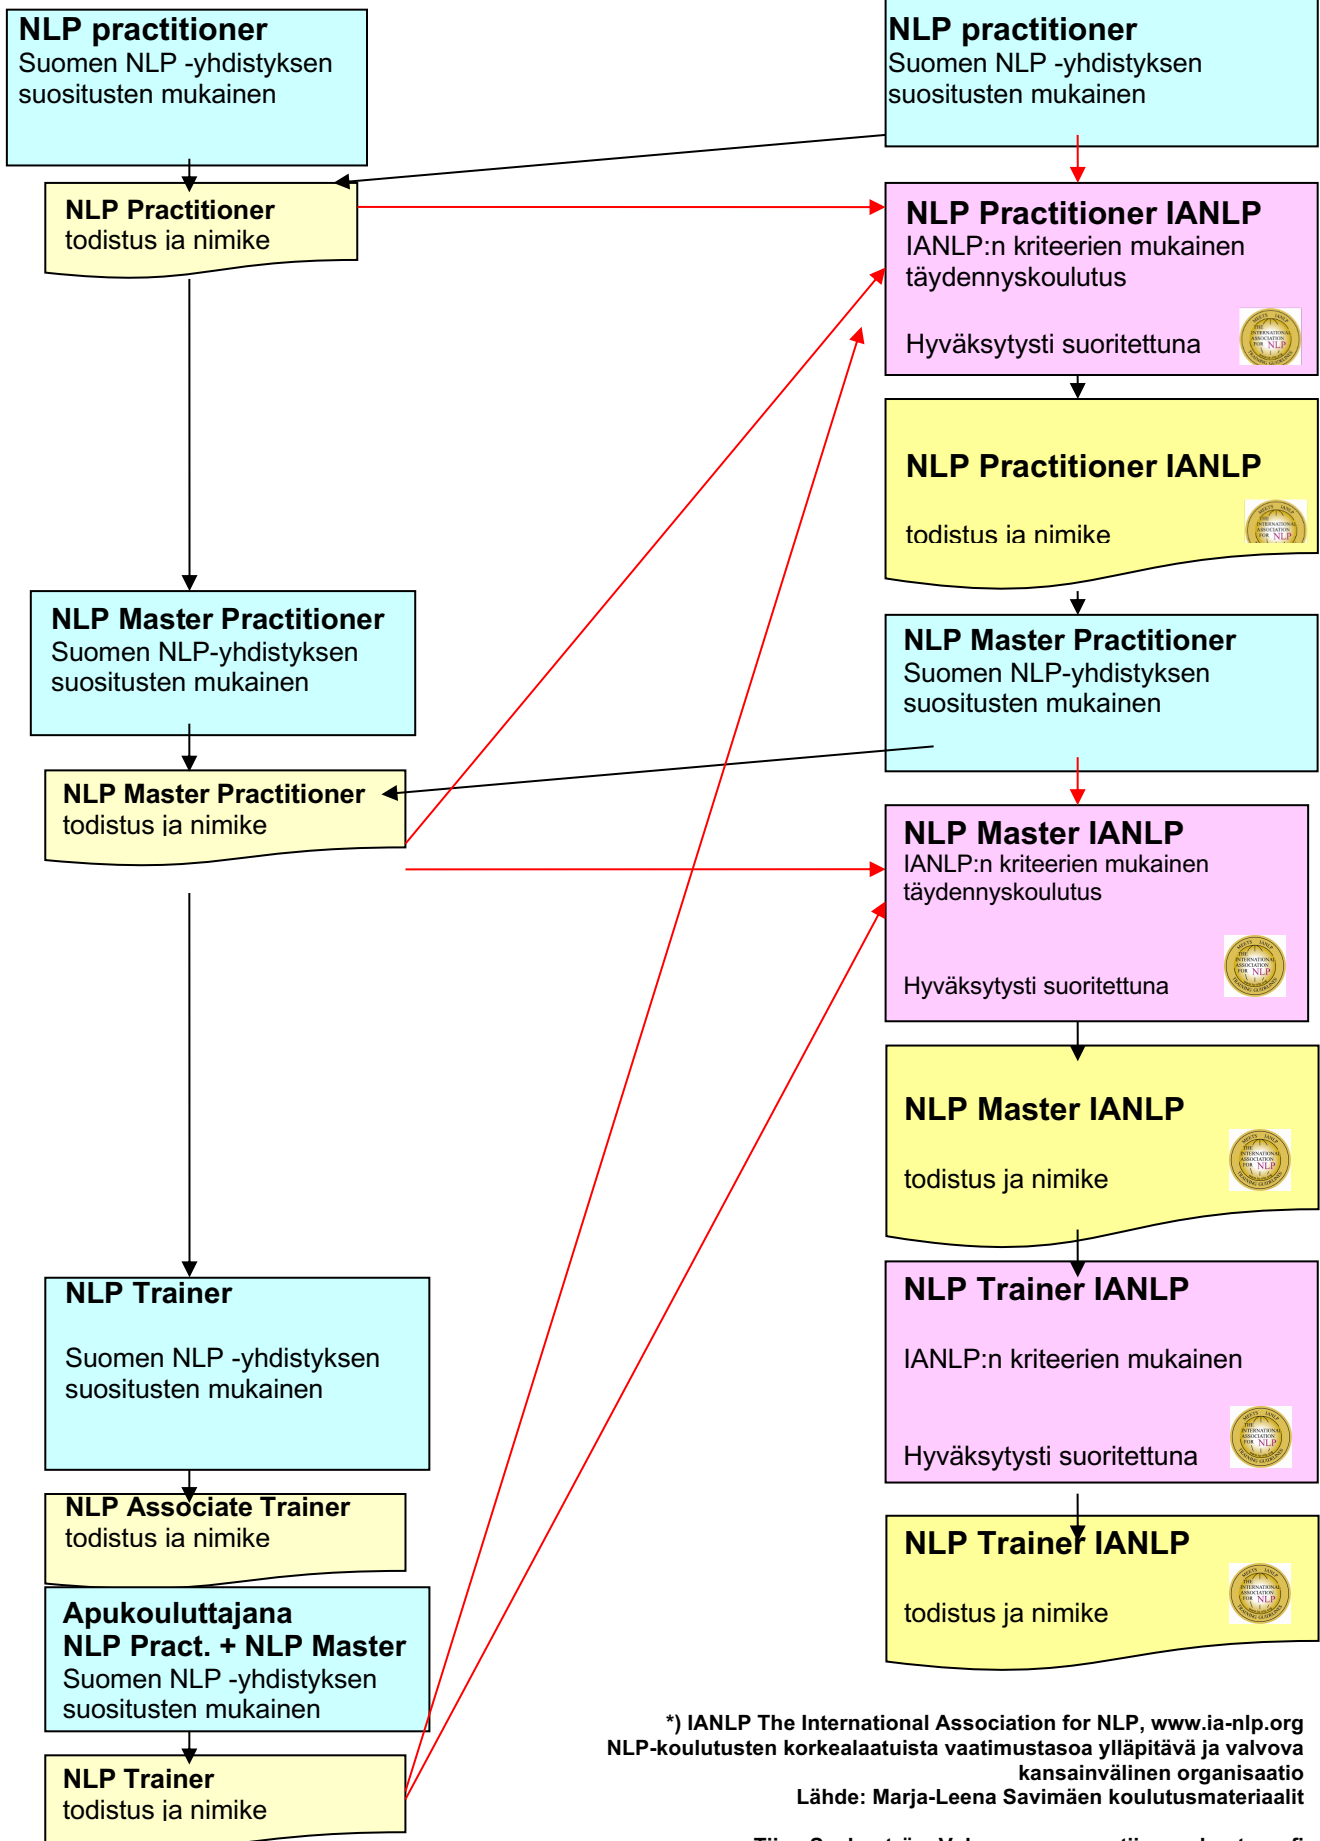 NLP practitioner
Suomen NLP -yhdistyksen
suositusten mukainen
NLP Practitioner
todistus ja nimike
NLP Master Practitioner
Suomen NLP-yhdistyksen
suositusten mukainen
NLP Master Practitioner
todistus ja nimike
NLP Trainer
Suomen NLP -yhdistyksen
suositusten mukainen
NLP Associate Trainer
todistus ja nimike
Apukouluttajana
NLP Pract. + NLP Master
Suomen NLP -yhdistyksen
suositusten mukainen
NLP Trainer
todistus ja nimike
NLP practitioner
Suomen NLP -yhdistyksen
suositusten mukainen
NLP Practitioner IANLP
IANLP:n kriteerien mukainen
täydennyskoulutus
Hyväksytysti suoritettuna
NLP Practitioner IANLP
todistus ja nimike
NLP Master Practitioner
Suomen NLP-yhdistyksen
suositusten mukainen
NLP Master IANLP
IANLP:n kriteerien mukainen
täydennyskoulutus
Hyväksytysti suoritettuna
NLP Master IANLP
todistus ja nimike
NLP Trainer IANLP
IANLP:n kriteerien mukainen
Hyväksytysti suoritettuna
NLP Trainer IANLP
todistus ja nimike
*) IANLP The International Association for NLP, www.ia-nlp.org
NLP-koulutusten korkealaatuista vaatimustasoa ylläpitävä ja valvova
kansainvälinen organisaatio
Lähde: Marja-Leena Savimäen koulutusmateriaalit